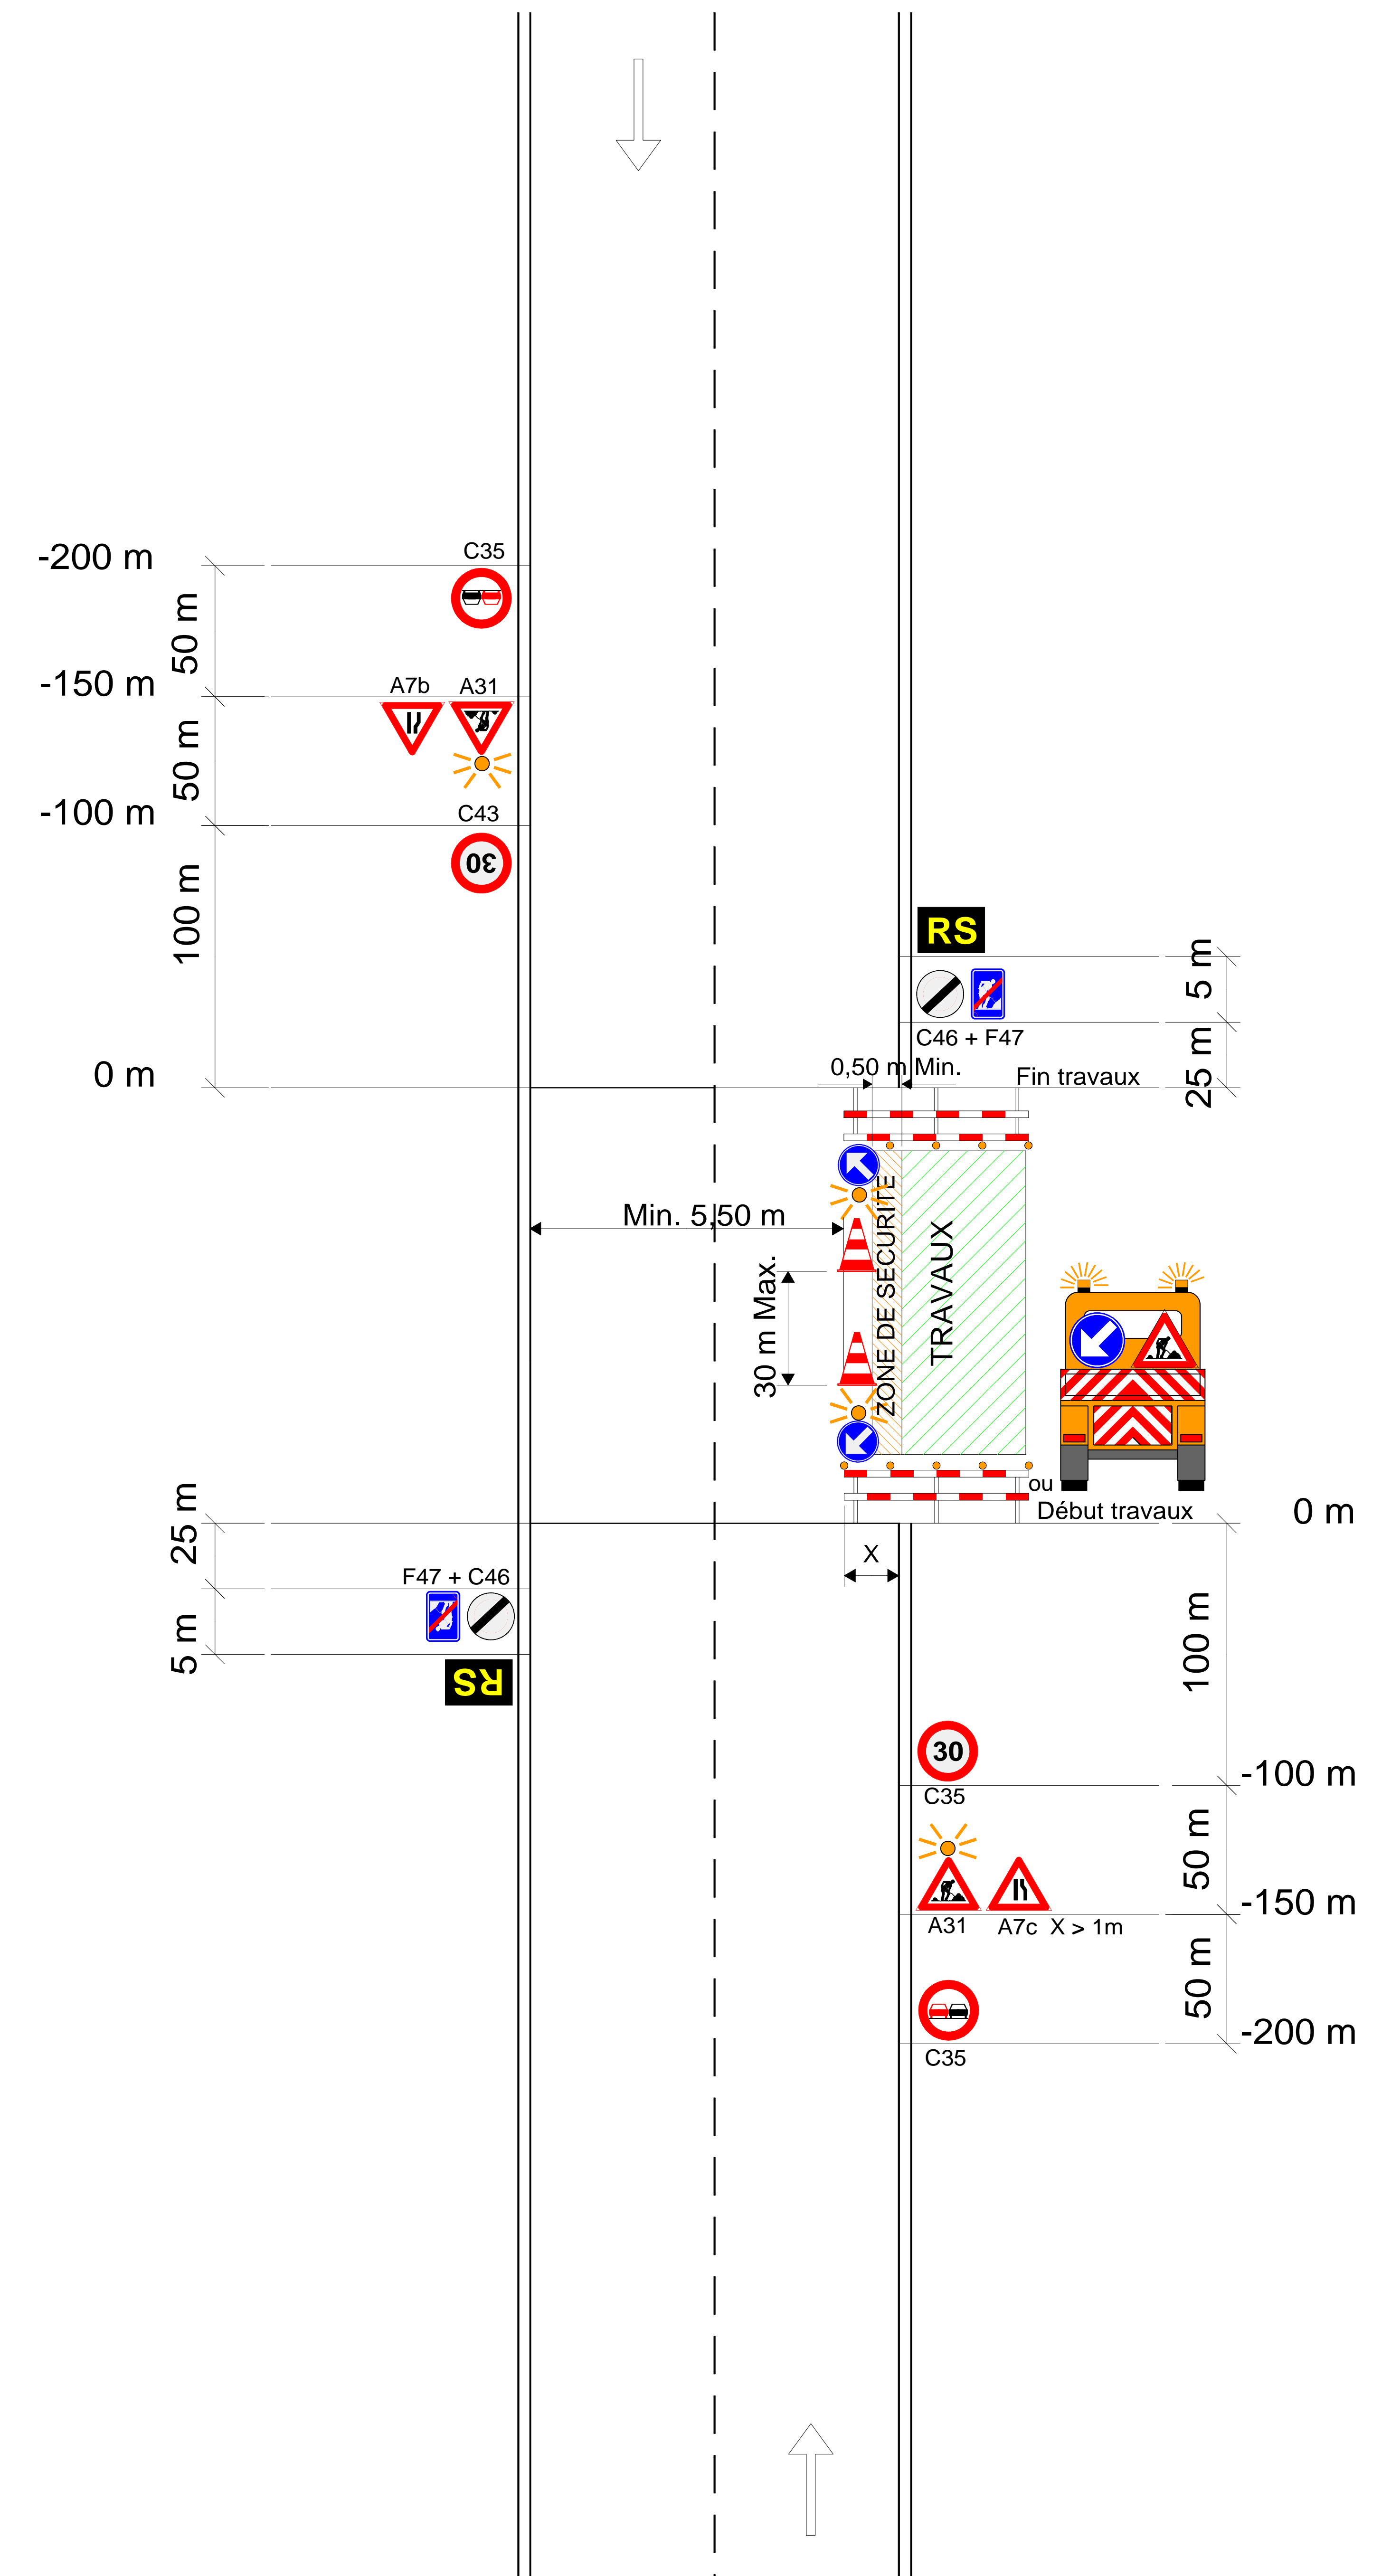 C35
-200 m
50 m
-150 m
A7b A31
50 m
-100 m
C43
30
100 m
RS
5 m
C46 + F47
25 m
0,50 m Min.
Fin travaux
0 m
Min. 5,50 m
30 m Max.
ZONE DE SECURITE
TRAVAUX
ou
Début travaux
0 m
X
25 m
F47 + C46
5 m
RS
100 m
30
-100 m
C35
50 m
-150 m
A31 A7c X > 1m
50 m
-200 m
C35